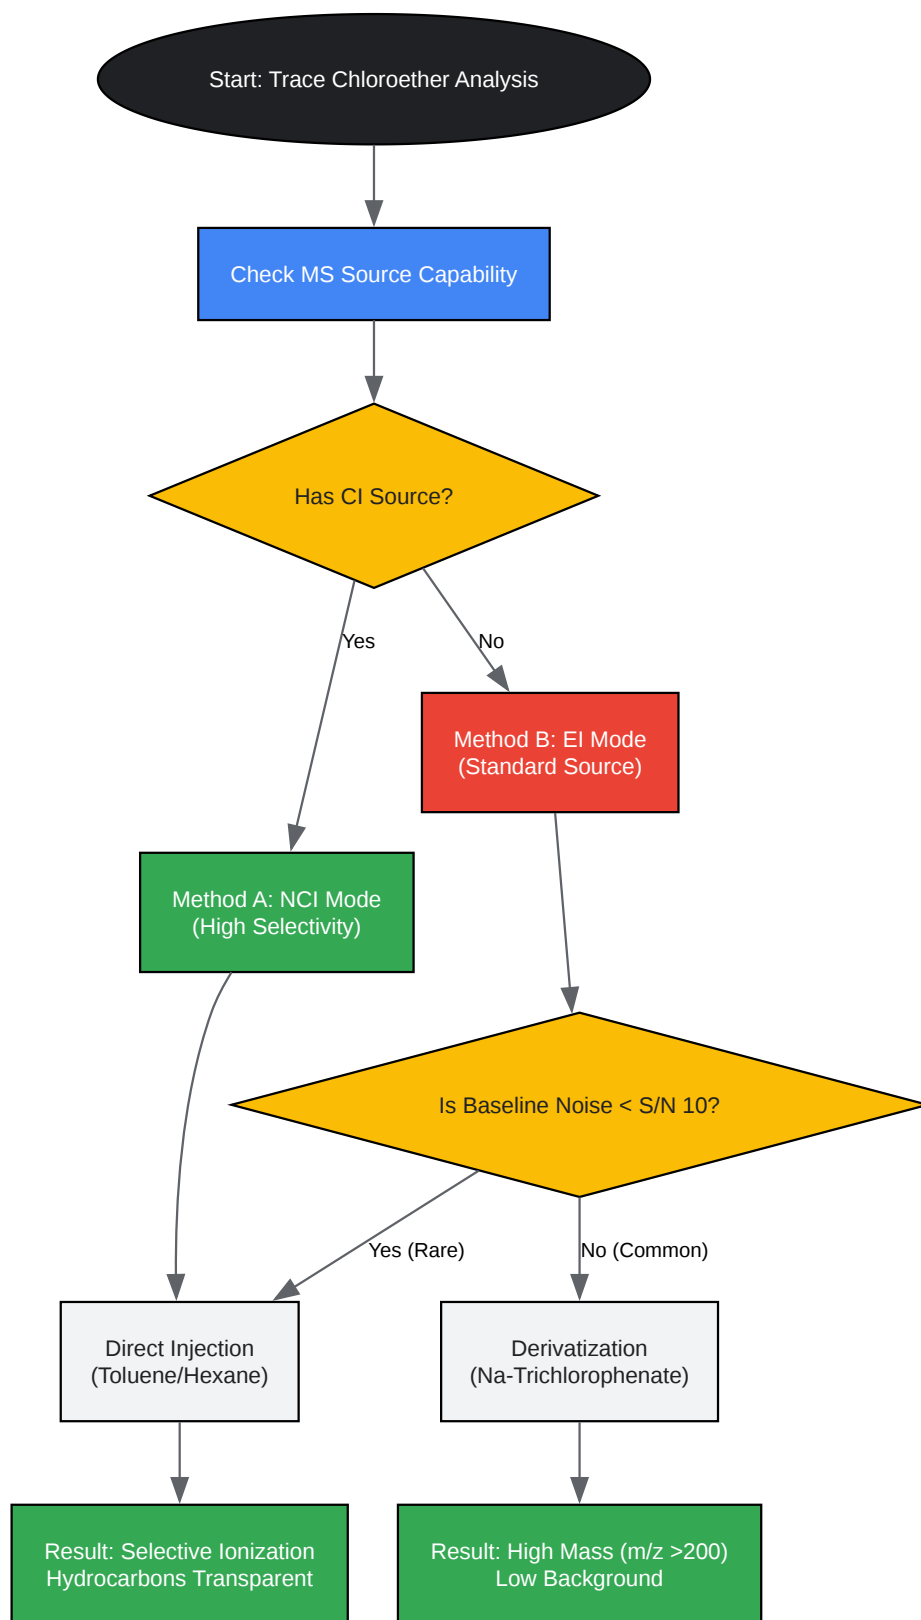 Start: Trace Chloroether Analysis
Check MS Source Capability
Has CI Source?
Yes
No
Method B: EI Mode
(Standard Source)
Method A: NCI Mode
(High Selectivity)
Is Baseline Noise < S/N 10?
Yes (Rare)
No (Common)
Direct Injection
(Toluene/Hexane)
Derivatization
(Na-Trichlorophenate)
Result: Selective Ionization
Hydrocarbons Transparent
Result: High Mass (m/z >200)
Low Background